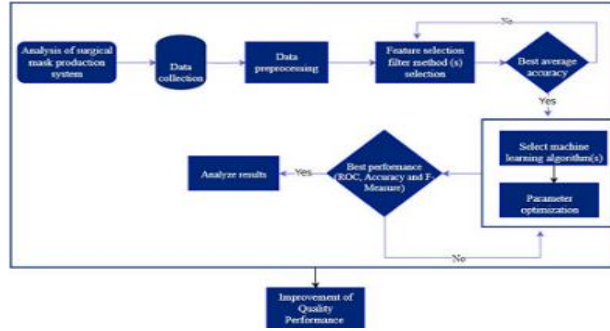 No
Analysis of surgical
mask production
system
Data
collection
Data
preprocessing
Feature selection
filter method (s)
selection
Best average
accuracy
Yes
Select machine
learning algorithm(s)
Parameter
optimization
Best performance
(ROC, Accuracy and F-
Measure)
Yes
Analyze results
No
Improvement of
Quality
Performance